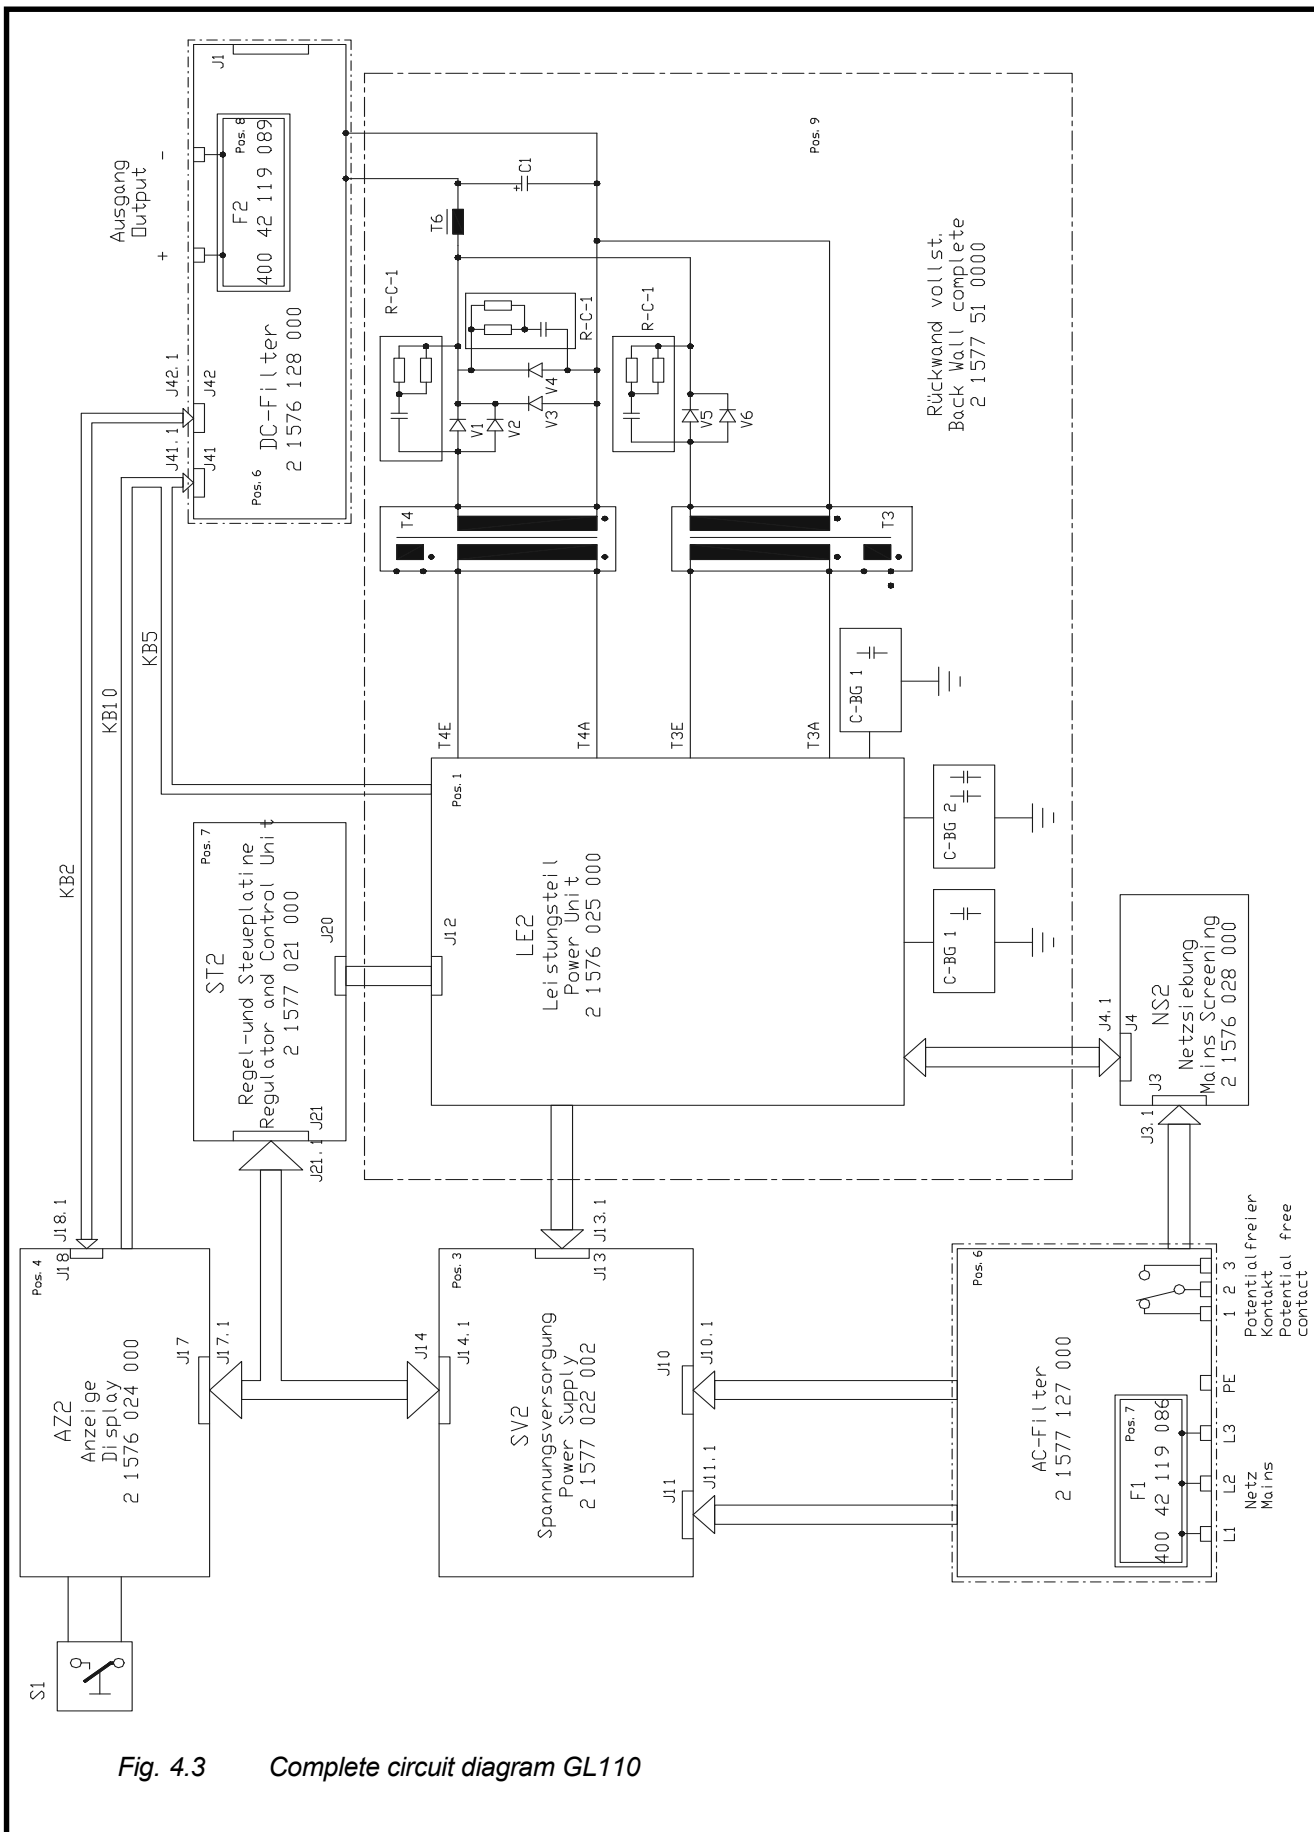 Ausgang
Output
+
-
J1
Pos. 8
F2
400 42 119 089
DC-Filter
2 1576 128 000
Pos. 6
J42.1
J42
J41.1
J41
KB2
KB10
KB5
Pos. 9
Rückwand vollst.
Back Wall complete
2 1577 51 0000
T6
C1
+
R-C-1
R-C-1
R-C-1
V1
V2
V3
V4
V5
V6
T4
T3
T4E
T4A
T3E
T3A
C-BG 1
C-BG 2
C-BG 1
Pos. 1
LE2
Leistungsteil
Power Unit
2 1576 025 000
J12
Pos. 7
ST2
Regel-und Steueplatine
Regulator and Control Unit
2 1577 021 000
J20
J21
J21.1
J4.1
J4
NS2
Netzsiebung
Mains Screening
2 1576 028 000
J3
J3.1
J18.1
J18
Pos. 4
AZ2
Anzeige
Display
2 1576 024 000
J17
J17.1
S1
J13.1
J13
Pos. 3
SV2
Spannungsversorgung
Power Supply
2 1577 022 002
J14
J14.1
J10
J10.1
J11
J11.1
Pos. 6
AC-Filter
2 1577 127 000
Pos. 7
F1
400 42 119 086
L1
L2
L3
PE
1
2
3
Netz
Mains
Potentialfreier
Kontakt
Potential free
contact
Fig. 4.3 Complete circuit diagram GL110